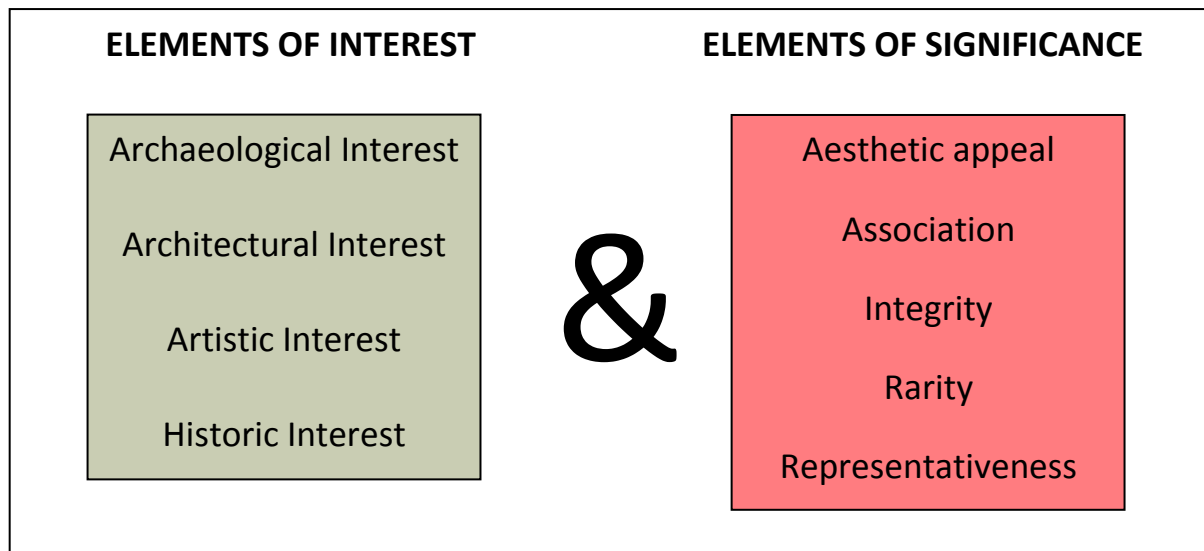 ELEMENTS OF INTEREST
Archaeological Interest
Architectural Interest
Artistic Interest
Historic Interest
&
ELEMENTS OF SIGNIFICANCE
Aesthetic appeal
Association
Integrity
Rarity
Representativeness